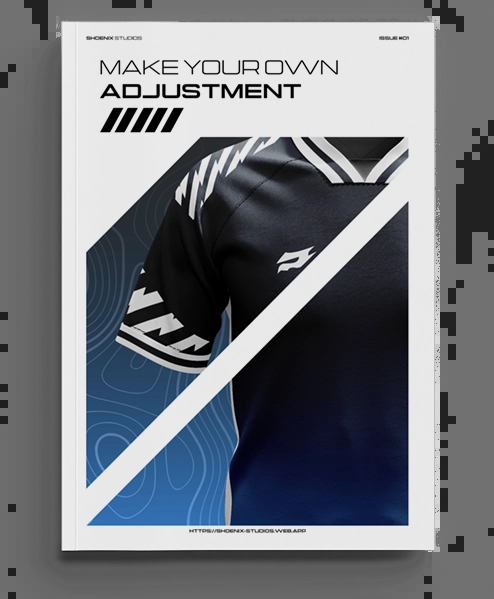 SHOENIX STUDIOS
ISSUE #01
MAKE YOUR OWN
ADJUSTMENT
HTTPS://SHOENIX-STUDIOS.WEB.APP